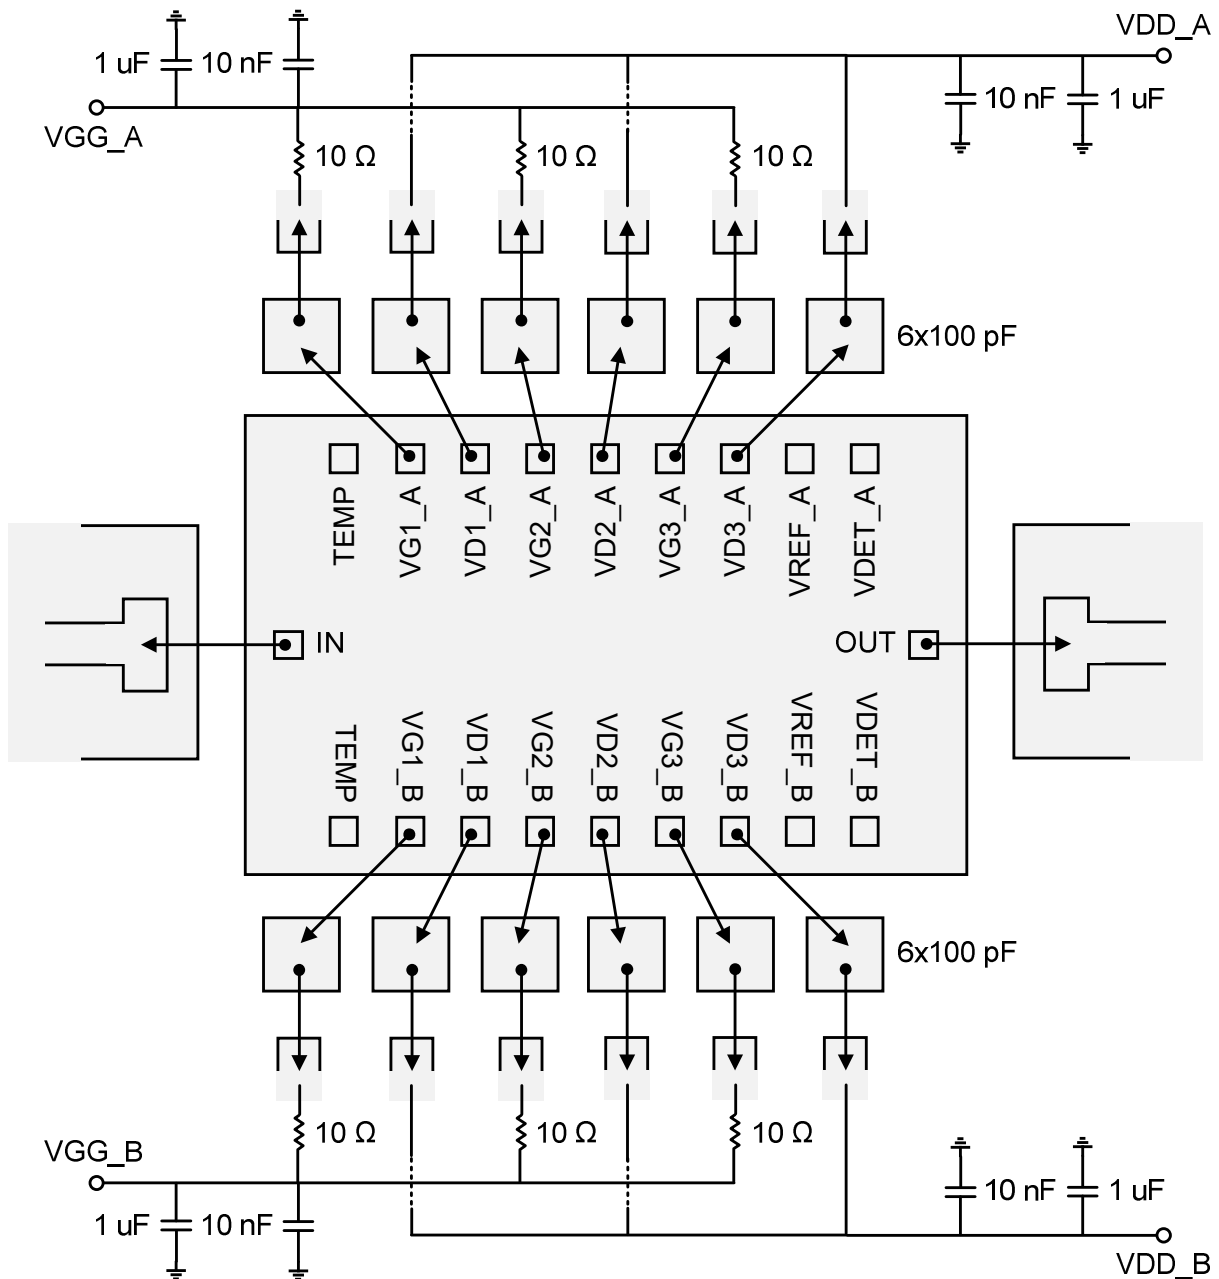 VDD_A
1 uF
10 nF
10 nF
1 uF
VGG_A
10 Ω
10 Ω
10 Ω
6x100 pF
TEMP
VG1_A
VD1_A
VG2_A
VD2_A
VG3_A
VD3_A
VREF_A
VDET_A
IN
OUT
TEMP
VG1_B
VD1_B
VG2_B
VD2_B
VG3_B
VD3_B
VREF_B
VDET_B
6x100 pF
10 Ω
10 Ω
10 Ω
VGG_B
10 nF
1 uF
1 uF
10 nF
VDD_B